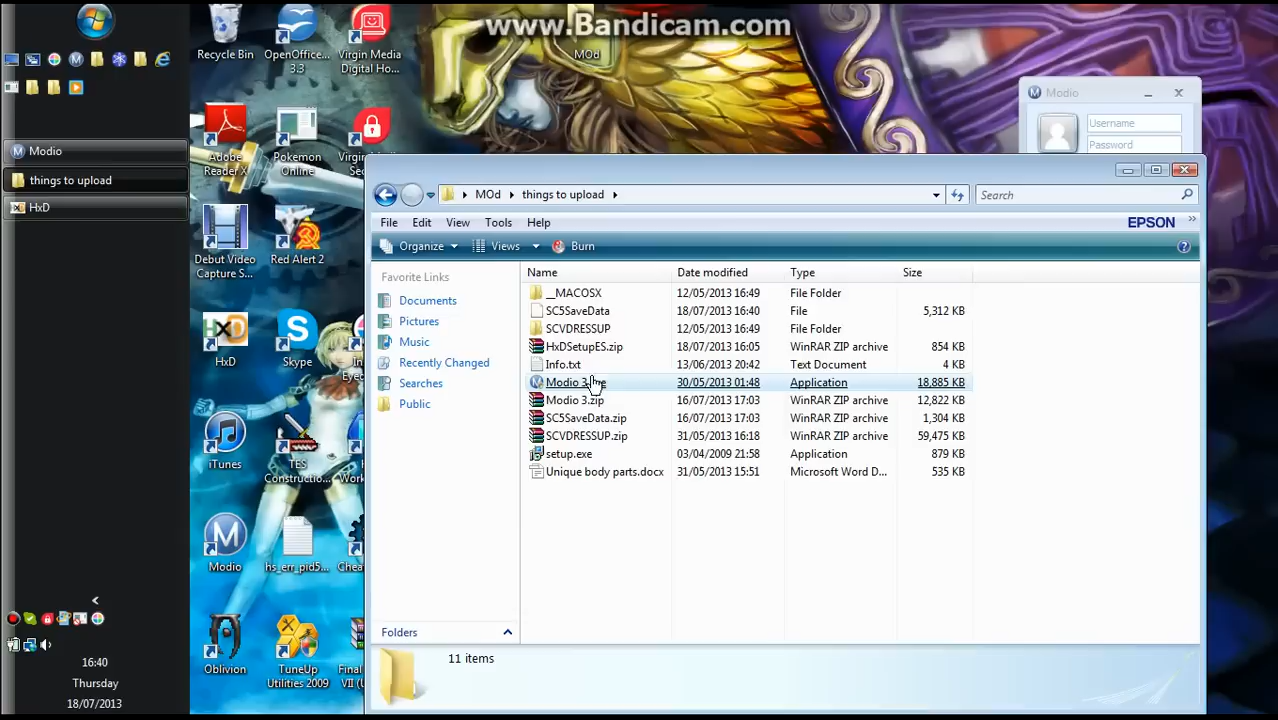 www.Bandicam.com
Recycle Bin
OpenOffice...
3.3
Virgin Media
Digital Ho...
MOd
Modio
Username
Password
Adobe
Reader X
Pokemon
Online
Virgin Me
Modio
things to upload
HxD
MOd
things to upload
Search
File
Edit
View
Tools
Help
EPSON
Organize
Views
Burn
Favorite Links
Documents
Pictures
Music
Recently Changed
Searches
Public
Folders
Name
Date modified
Type
Size
__MACOSX 12/05/2013 16:49 File Folder
SC5SaveData 18/07/2013 16:40 File 5,312 KB
SCVDRESSUP 12/05/2013 16:49 File Folder
HxDSetupES.zip 18/07/2013 16:05 WinRAR ZIP archive 854 KB
Info.txt 13/06/2013 20:42 Text Document 4 KB
Modio 30/05/2013 01:48 Application 18,885 KB
Modio 3.zip 16/07/2013 17:03 WinRAR ZIP archive 12,822 KB
SC5SaveData.zip 16/07/2013 17:03 WinRAR ZIP archive 1,304 KB
SCVDRESSUP.zip 31/05/2013 16:18 WinRAR ZIP archive 59,475 KB
setup.exe 03/04/2009 21:58 Application 879 KB
Unique body parts.docx 31/05/2013 15:51 Microsoft Word D... 535 KB
11 items
Debut Video
Capture S...
Red Alert 2
HxD
Skype
iTunes
TES
Constructio...
Modio
hs_err_pid5...
Oblivion
TuneUp
Utilities 2009
Final
VII (U
16:40
Thursday
18/07/2013